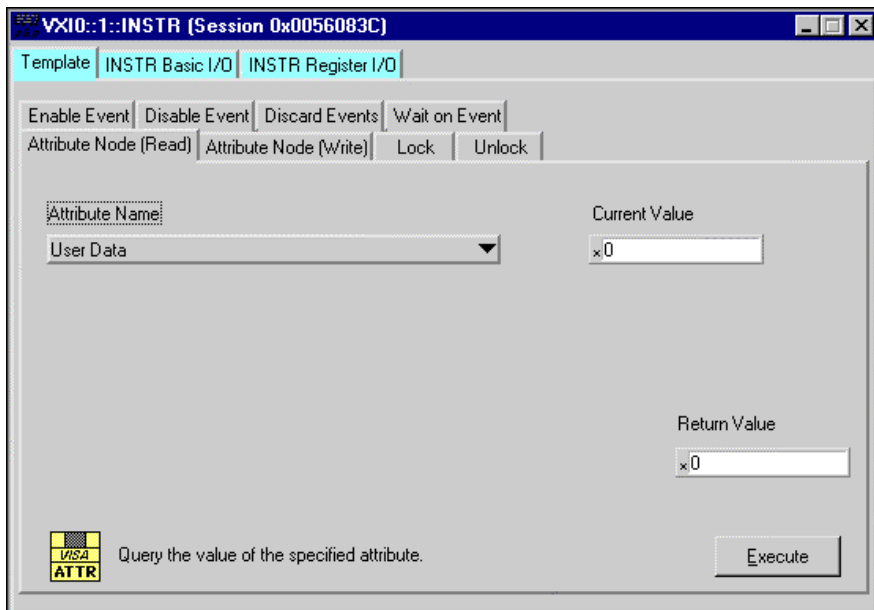 VXI0::1::INSTR (Session 0x0056083C)
Template INSTR Basic I/O INSTR Register I/O
Enable Event Disable Event Discard Events Wait on Event
Attribute Node (Read) Attribute Node (Write) Lock Unlock
Attribute Name Current Value
User Data x0
Return Value
x0
VISA
ATTR
Query the value of the specified attribute.
Execute